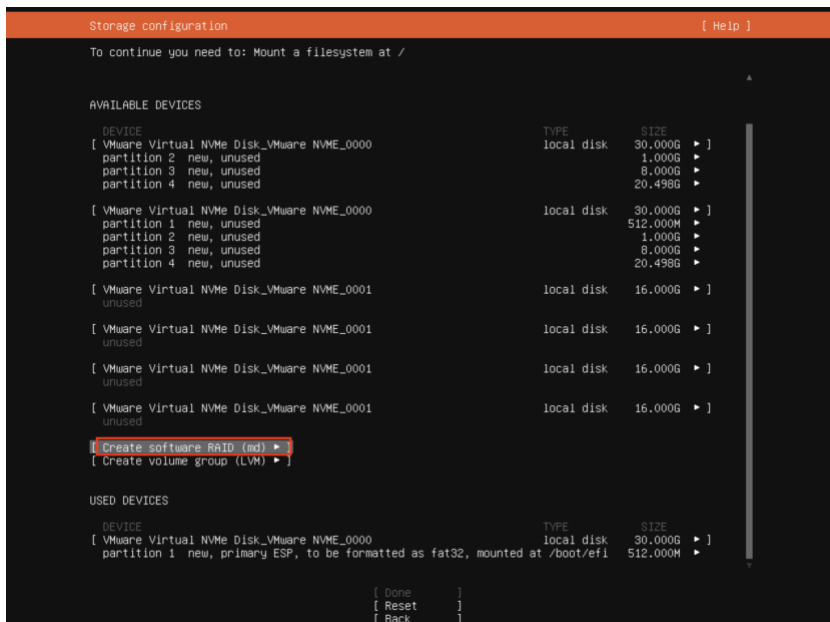 Storage configuration [ Help ]
To continue you need to: Mount a filesystem at /
▲
AVAILABLE DEVICES
DEVICE TYPE SIZE
[ VMware Virtual NVMe Disk_VMware NVME_0000 local disk 30.000G ▸ ]
partition 2 new, unused 1.000G ▸
partition 3 new, unused 8.000G ▸
partition 4 new, unused 20.498G ▸
[ VMware Virtual NVMe Disk_VMware NVME_0000 local disk 30.000G ▸ ]
partition 1 new, unused 512.000M ▸
partition 2 new, unused 1.000G ▸
partition 3 new, unused 8.000G ▸
partition 4 new, unused 20.498G ▸
[ VMware Virtual NVMe Disk_VMware NVME_0001 local disk 16.000G ▸ ]
unused
[ VMware Virtual NVMe Disk_VMware NVME_0001 local disk 16.000G ▸ ]
unused
[ VMware Virtual NVMe Disk_VMware NVME_0001 local disk 16.000G ▸ ]
unused
[ VMware Virtual NVMe Disk_VMware NVME_0001 local disk 16.000G ▸ ]
unused
[ Create software RAID (md) ▸ ]
[ Create volume group (LVM) ▸ ]
USED DEVICES
DEVICE TYPE SIZE
[ VMware Virtual NVMe Disk_VMware NVME_0000 local disk 30.000G ▸ ]
partition 1 new, primary ESP, to be formatted as fat32, mounted at /boot/efi 512.000M ▸
▼
[ Done ]
[ Reset ]
[ Back ]